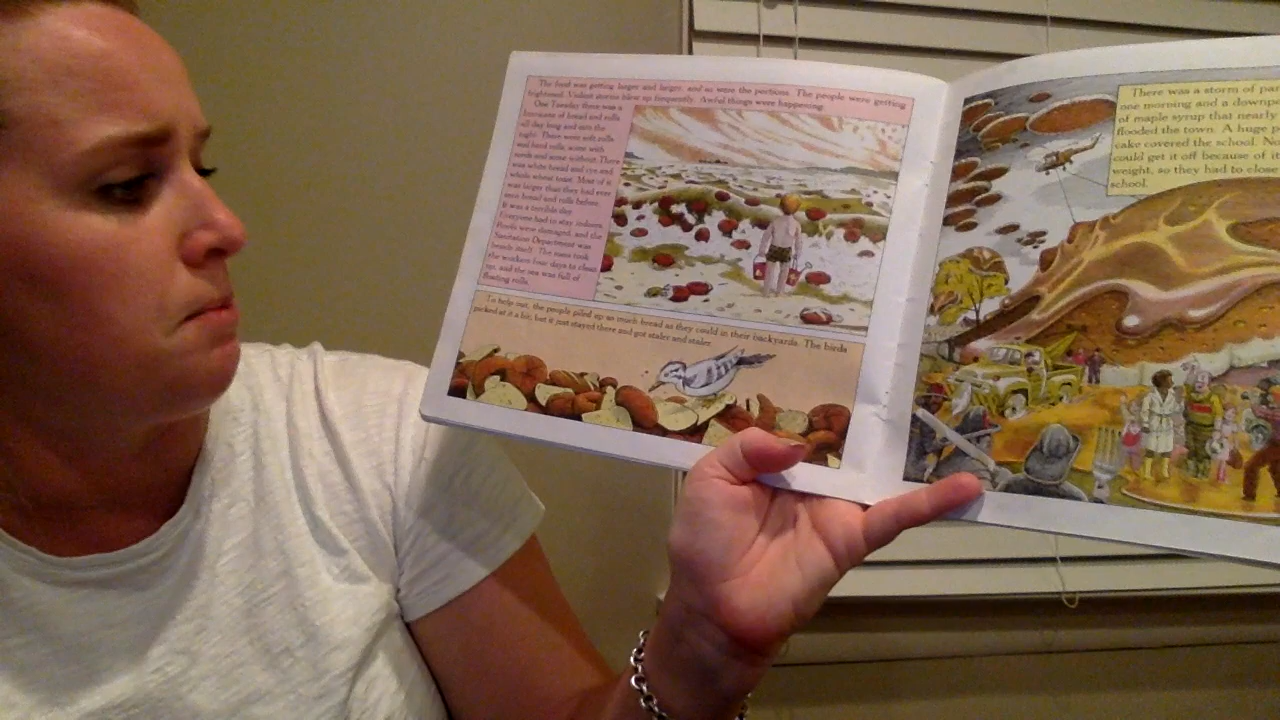 The food was getting larger and larger, and so were the portions. The people were getting
frightened. Violent storms blew up frequently. Awful things were happening.
One Tuesday there was a
hurricane of bread and rolls
all day long and into the
night. There were soft rolls
and hard rolls, some with
seeds and some without. There
was white bread and rye and
whole wheat toast. Most of it
was larger than they had ever
seen bread and rolls before.
It was a terrible day.
Everyone had to stay indoors.
Roofs were damaged, and the
Sanitation Department was
beside itself. The mess took
the workers four days to clean
up, and the sea was full of
floating rolls.
To help out, the people piled up as much bread as they could in their backyards. The birds
picked at it a bit, but it just stayed there and got staler and staler.
There was a storm of pan
one morning and a downp
of maple syrup that nearly
flooded the town. A huge p
cake covered the school. No
could get it off because of it
weight, so they had to close
school.